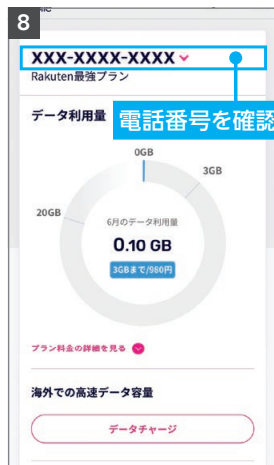 8
XXX-XXXX-XXXX
Rakuten最強プラン
データ利用量
電話番号を確認
0GB
3GB
20GB
6月のデータ利用量
0.10 GB
3GBまで/980円
プラン料金の詳細を見る
海外での高速データ容量
データチャージ